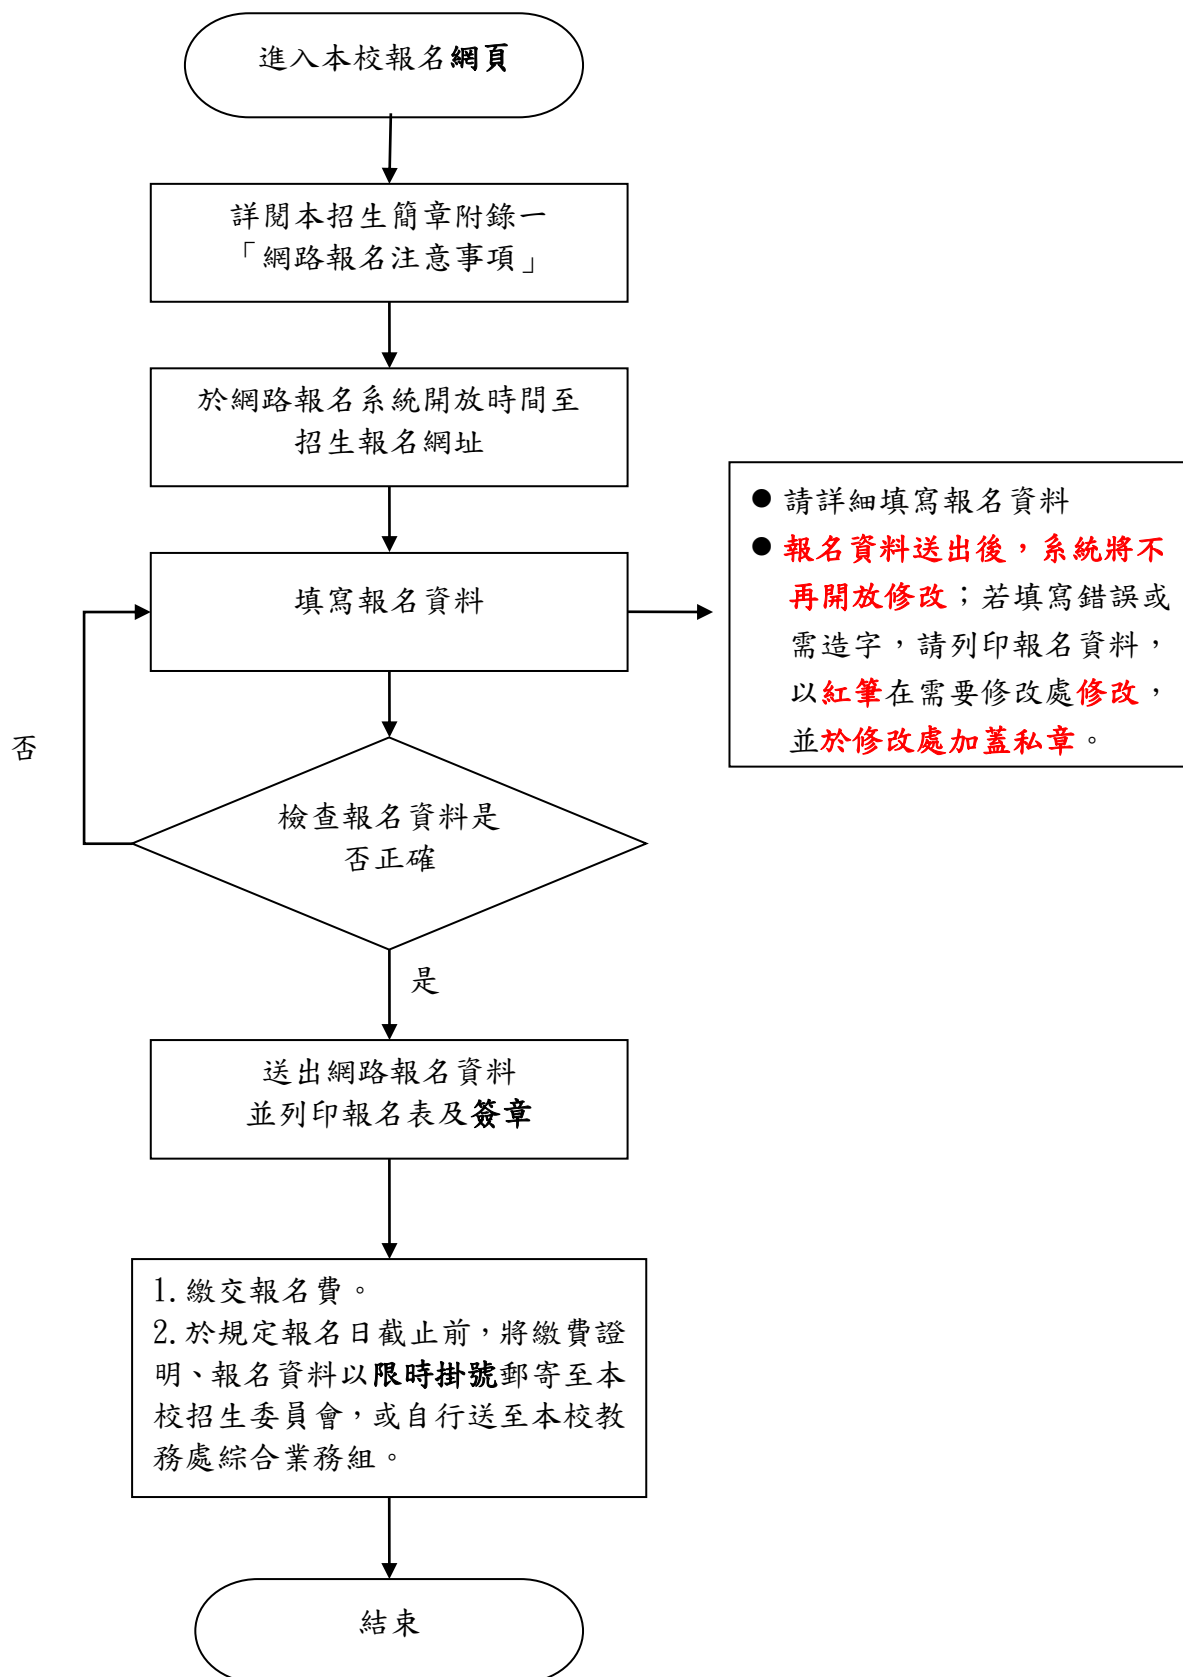 進入本校報名網頁
詳閱本招生簡章附錄一
「網路報名注意事項」
於網路報名系統開放時間至
招生報名網址
填寫報名資料
● 請詳細填寫報名資料
● 報名資料送出後，系統將不
再開放修改；若填寫錯誤或
需造字，請列印報名資料，
以紅筆在需要修改處修改，
並於修改處加蓋私章。
否
檢查報名資料是
否正確
是
送出網路報名資料
並列印報名表及簽章
1.繳交報名費。
2.於規定報名日截止前，將繳費證
明、報名資料以限時掛號郵寄至本
校招生委員會，或自行送至本校教
務處綜合業務組。
結束